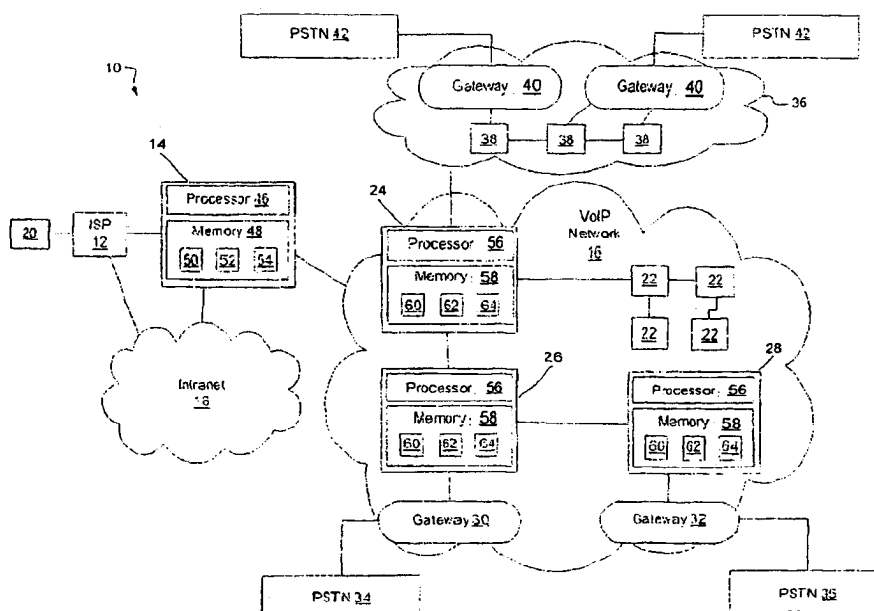 PSTN 42
PSTN 42
10
Gateway 40
Gateway 40
36
38
38
38
14
Processor 46
Memory 48
50 52 54
20
ISP
12
24
VoIP
Network
16
Processor 56
Memory 58
60 62 64
22
22
22
22
Intranet
18
26
28
Processor 56
Memory 58
60 62 64
Processor 56
Memory 58
60 62 64
Gateway
Gateway 32
PSTN 34
PSTN